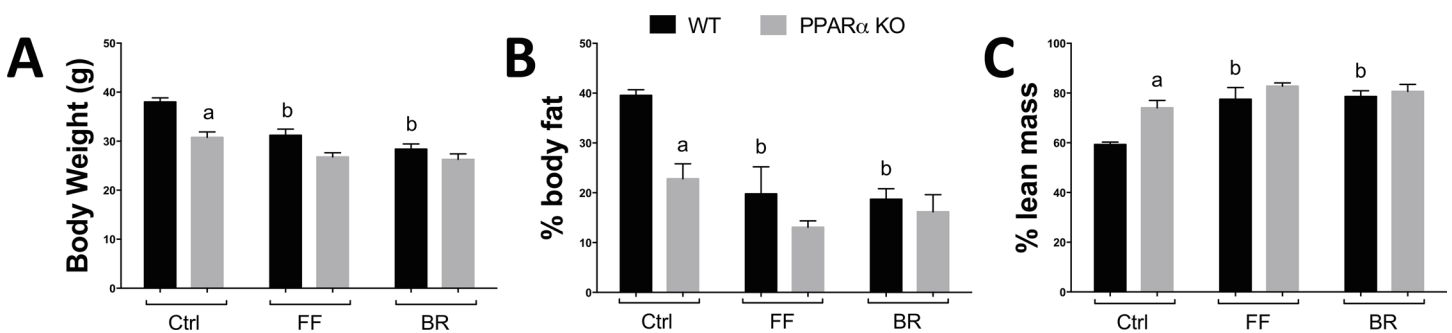 WT PPARα KO
A
Body Weight (g)
50
40
30
20
10
0
a
b
b
Ctrl FF BR
B
% body fat
50
40
30
20
10
0
a
b
b
Ctrl FF BR
C
% lean mass
100
80
60
40
20
0
a
b
b
Ctrl FF BR